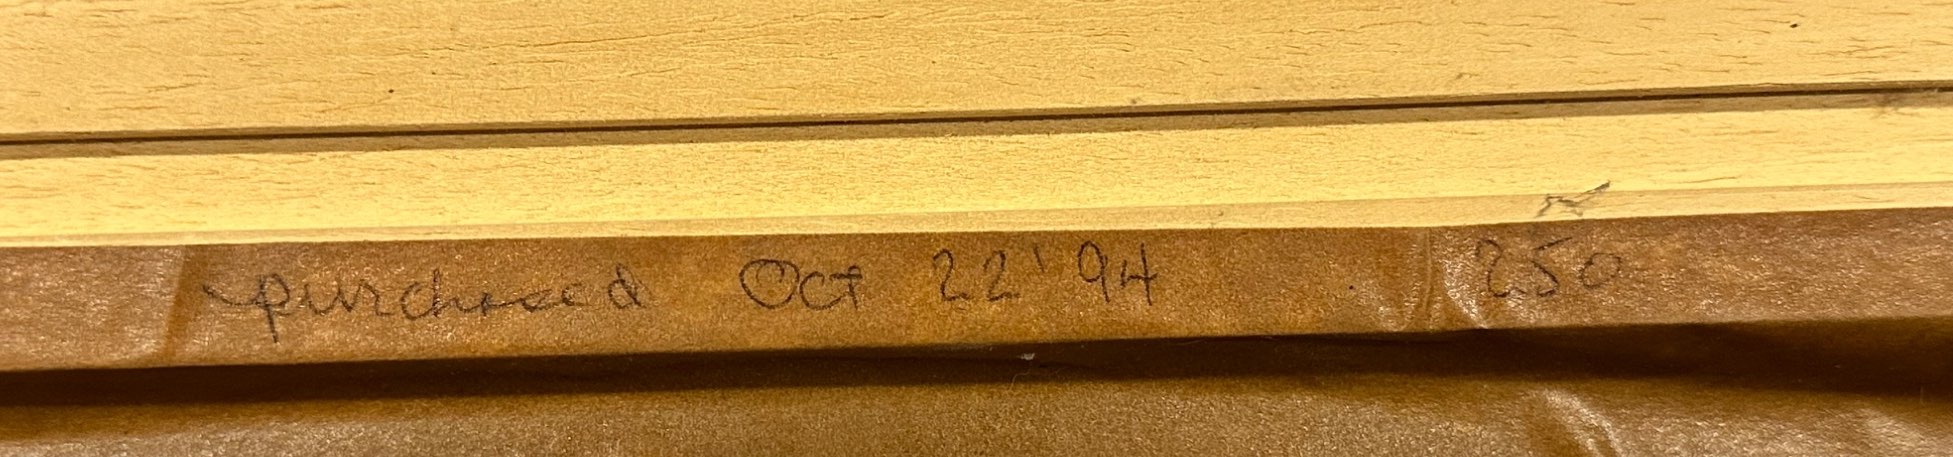 purchased Oct 22 '94 250